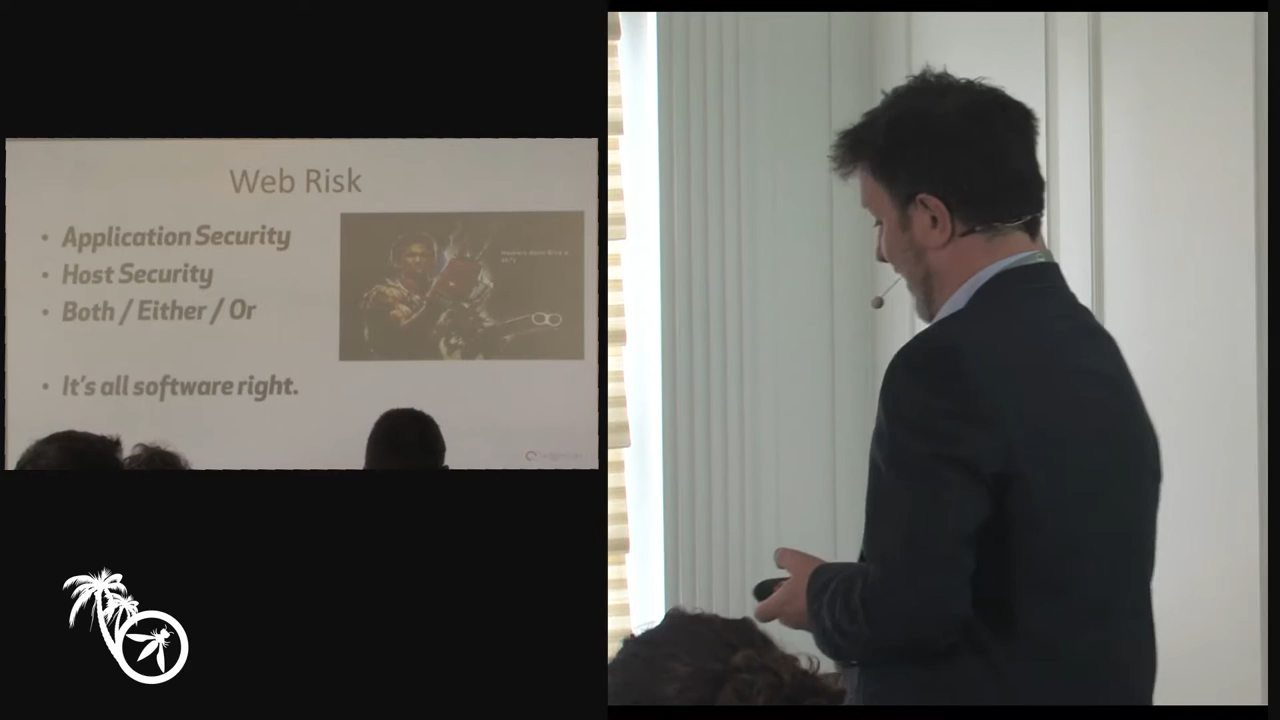 Web Risk
• Application Security
• Host Security
• Both / Either / Or
• It's all software right.